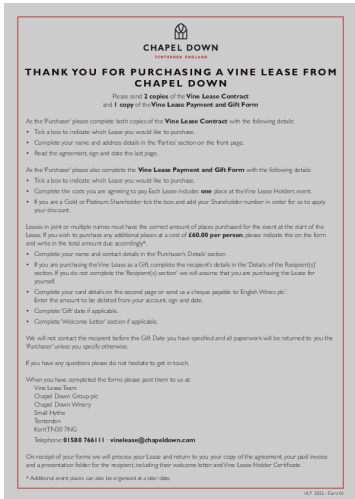 CHAPEL DOWN
TENTERDEN ENGLAND
THANK YOU FOR PURCHASING A VINE LEASE FROM
CHAPEL DOWN
Please send 2 copies of the Vine Lease Contract
and 1 copy of the Vine Lease Payment and Gift Form
As the 'Purchaser' please complete both copies of the Vine Lease Contract with the following details:
• Tick a box to indicate which Lease you would like to purchase.
• Complete your name and address details in the 'Parties' section on the front page.
• Read the agreement, sign and date the last page.
As the 'Purchaser' please also complete the Vine Lease Payment and Gift Form with the following details:
• Tick a box to indicate which Lease you would like to purchase.
• Complete the costs you are agreeing to pay. Each Lease includes one place at the Vine Lease Holders event.
• If you are a Gold or Platinum Shareholder tick the box and add your Shareholder number in order for us to apply
your discount.
Leases in joint or multiple names must have the correct amount of places purchased for the event at the start of the
Lease. If you wish to purchase any additional places at a cost of £60.00 per person, please indicate this on the form
and write in the total amount due accordingly*.
• Complete your name and contact details in the 'Purchaser's Details' section.
• If you are purchasing the Vine Lease as a Gift, complete the recipient's details in the 'Details of the Recipient(s)'
section. If you do not complete the 'Recipient(s) section' we will assume that you are purchasing the Lease for
yourself.
• Complete your card details on the second page or send us a cheque payable to 'English Wines plc'.
Enter the amount to be debited from your account, sign and date.
• Complete 'Gift' date if applicable.
• Complete 'Welcome Letter' section if applicable.
We will not contact the recipient before the Gift Date you have specified and all paperwork will be returned to you the
'Purchaser' unless you specify otherwise.
If you have any questions please do not hesitate to get in touch.
When you have completed the forms please post them to us at:
Vine Lease Team
Chapel Down Group plc
Chapel Down Winery
Small Hythe
Tenterden
Kent TN30 7NG
Telephone: 01580 766111 · vinelease@chapeldown.com
On receipt of your forms we will process your Lease and return to you your copy of the agreement, your paid invoice
and a presentation folder for the recipient, including their welcome letter and Vine Lease Holder Certificate.
* Additional event places can also be organised at a later date.